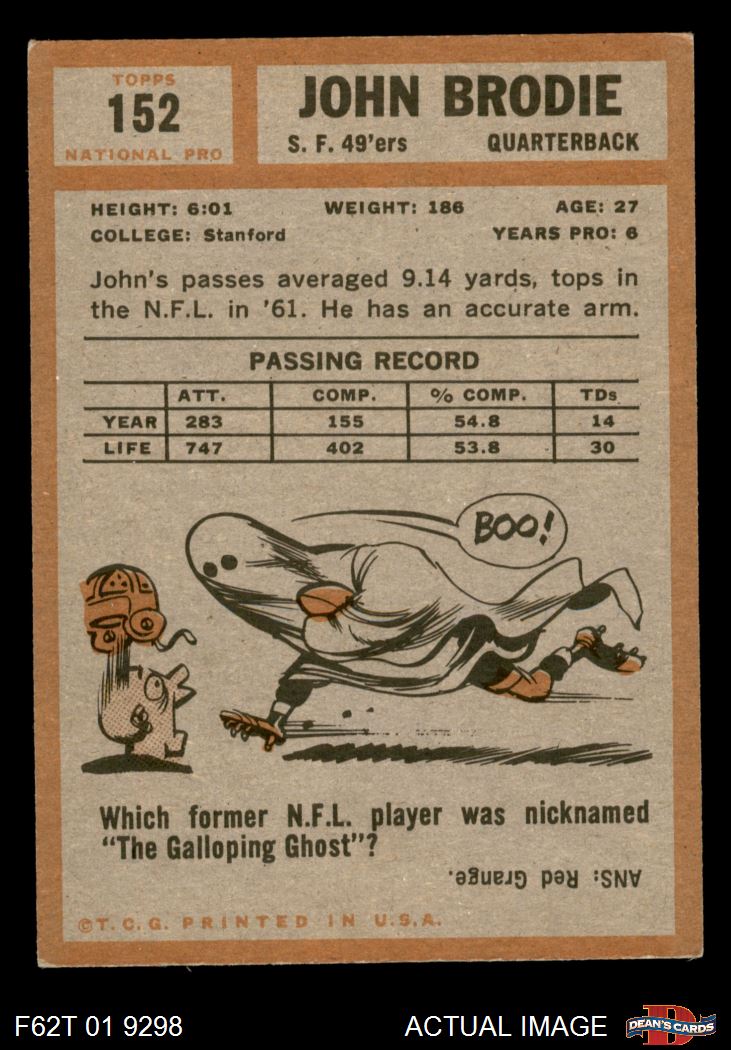 TOPPS
152
NATIONAL PRO
JOHN BRODIE
S. F. 49'ers QUARTERBACK
HEIGHT: 6:01 WEIGHT: 186 AGE: 27
COLLEGE: Stanford YEARS PRO: 6
John's passes averaged 9.14 yards, tops in
the N.F.L. in '61. He has an accurate arm.
PASSING RECORD
ATT. COMP. % COMP. TDs
YEAR 283 155 54.8 14
LIFE 747 402 53.8 30
BOO!
Which former N.F.L. player was nicknamed
"The Galloping Ghost"?
ANS: Red Grange.
©T. C. G. PRINTED IN U.S.A.
F62T 01 9298 ACTUAL IMAGE
D
DEAN'S CARDS